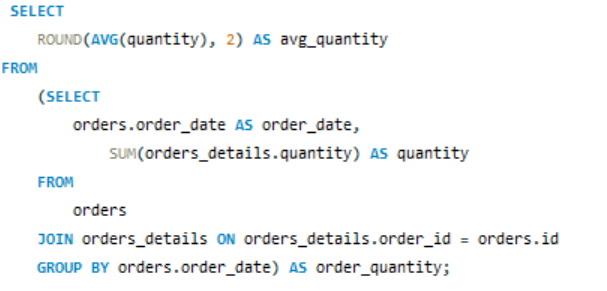 SELECT
ROUND(AVG(quantity), 2) AS avg_quantity
FROM
(SELECT
orders.order_date AS order_date,
SUM(orders_details.quantity) AS quantity
FROM
orders
JOIN orders_details ON orders_details.order_id = orders.id
GROUP BY orders.order_date) AS order_quantity;